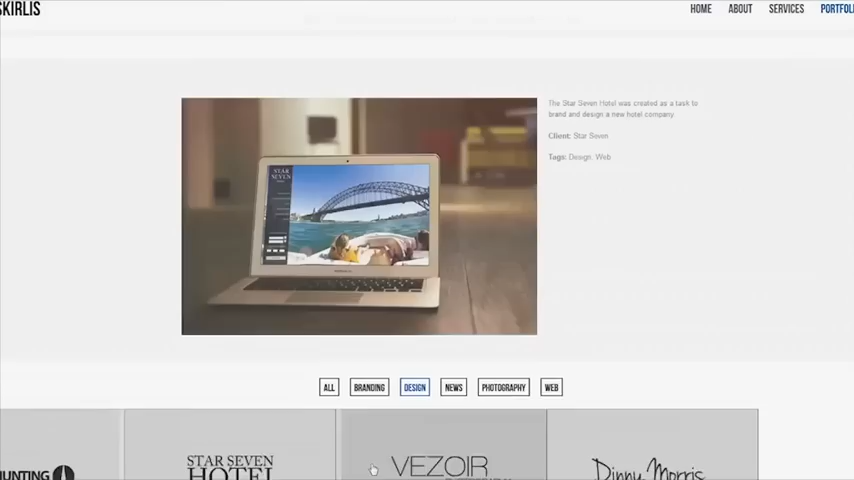 SKIRLIS
HOME ABOUT SERVICES PORTFOLI
The Star Seven Hotel was created as a task to
brand and design a new hotel company.
Client: Star Seven
Tags: Design, Web
STAR
SEVEN
ALL BRANDING DESIGN NEWS PHOTOGRAPHY WEB
HUNTING
STAR SEVEN
HOTEL
VEZOIR
Dinny Morris